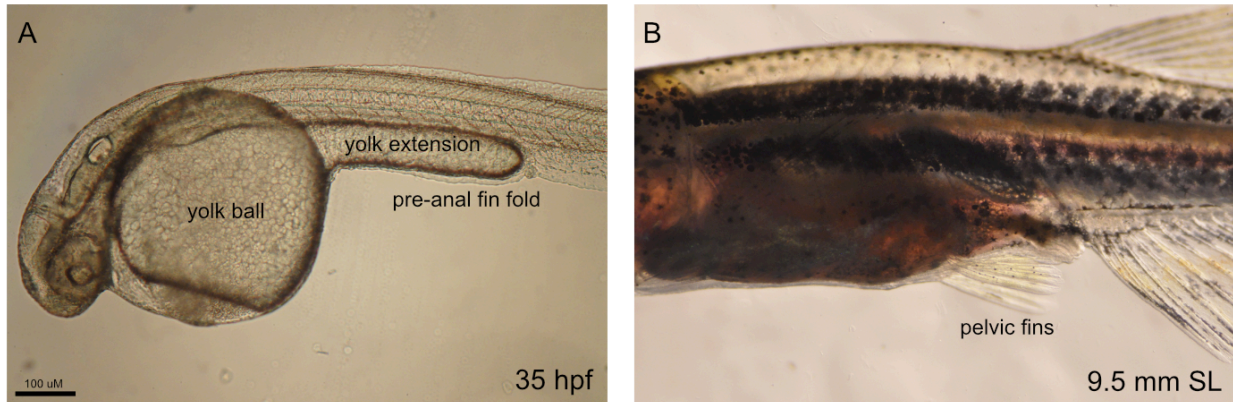 A
yolk extension
yolk ball
pre-anal fin fold
100 uM
35 hpf
B
pelvic fins
9.5 mm SL